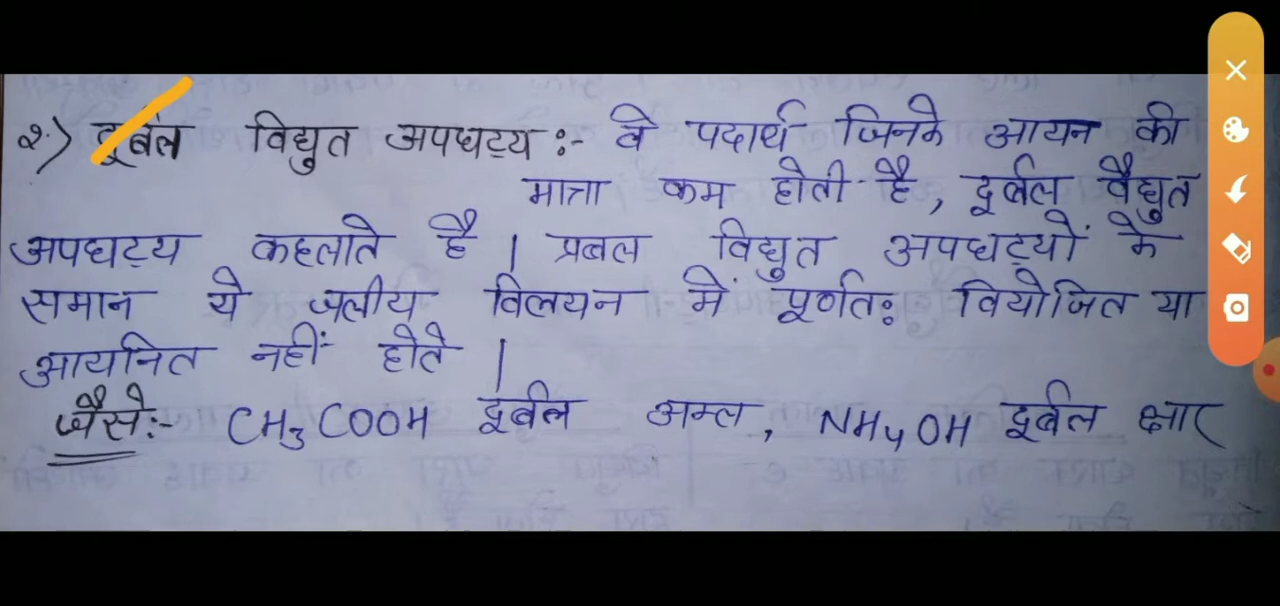 २.) दूर्बल विद्युत अपघट्य :- वे पदार्थ जिनके आयन की
मात्रा कम होती है, दूर्बल वैद्युत
अपघट्य कहलाते है । प्रबल विद्युत अपघट्यों के
समान ये जलीय विलयन में पूर्णतः वियोजित या
आयनित नहीं होते ।
जैसे:- CH₃COOH दूर्बल अम्ल, NH₄OH दूर्बल क्षार